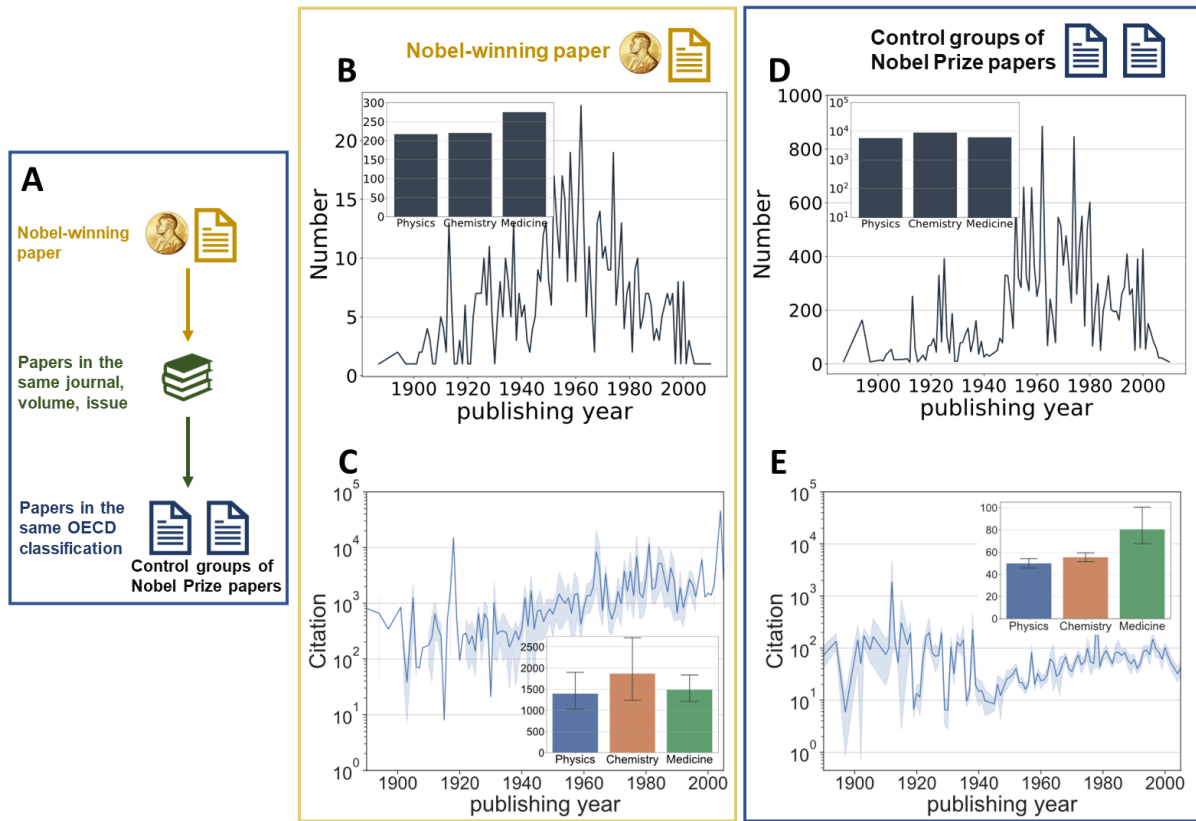 A
Nobel-winning
paper
Papers in the
same journal,
volume, issue
Papers in the
same OECD
classification
Control groups of
Nobel Prize papers
Nobel-winning paper
B
Number
20
15
10
5
0
300
250
200
150
100
50
0
Physics Chemistry Medicine
1900 1920 1940 1960 1980 2000
publishing year
C
Citation
10^5
10^4
10^3
10^2
10^1
10^0
2500
2000
1500
1000
500
0
Physics Chemistry Medicine
1900 1920 1940 1960 1980 2000
publishing year
Control groups of
Nobel Prize papers
D
Number
1000
800
600
400
200
0
10^5
10^4
10^3
10^2
10^1
Physics Chemistry Medicine
1900 1920 1940 1960 1980 2000
publishing year
E
Citation
10^5
10^4
10^3
10^2
10^1
10^0
100
80
60
40
20
0
Physics Chemistry Medicine
1900 1920 1940 1960 1980 2000
publishing year